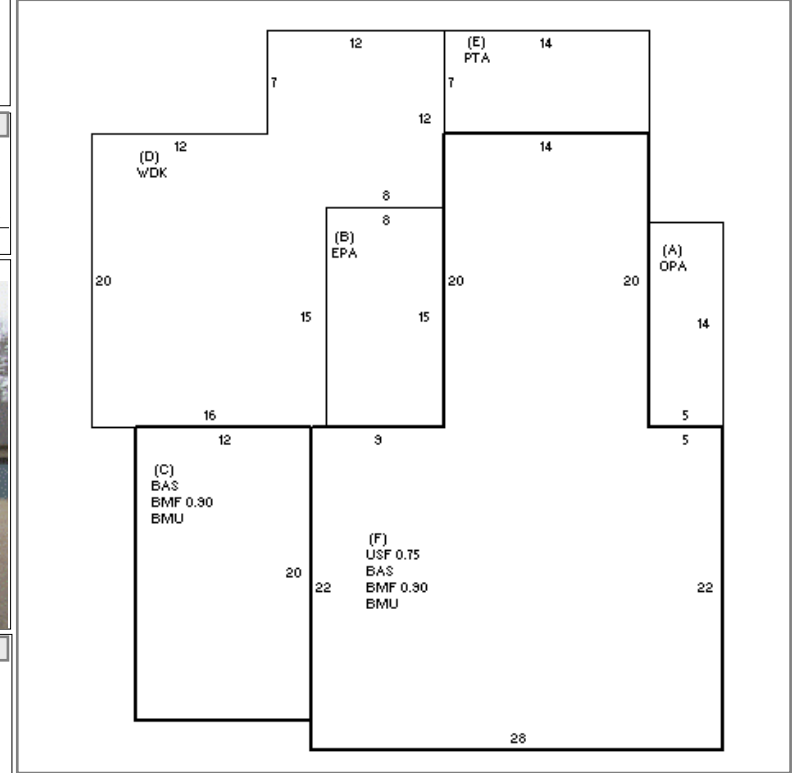 12
(E)
PTA
14
7
7
12
12
(D)
WDK
14
8
8
(B)
EPA
(A)
OPA
20
20
20
15
15
14
16
5
12
9
5
(C)
BAS
BMF 0.90
BMU
(F)
USF 0.75
BAS
BMF 0.90
BMU
20
22
22
28